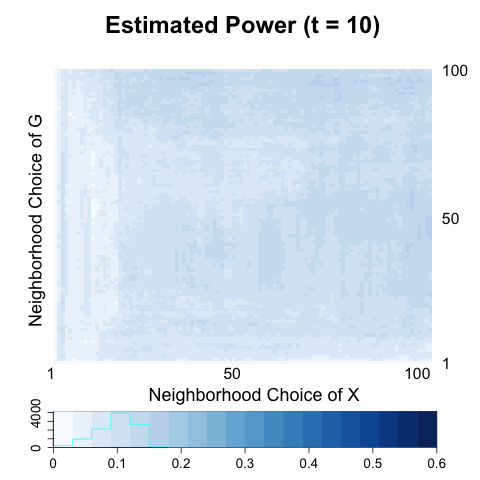 Estimated Power (t = 10)
100
Neighborhood Choice of G
50
1
1 50 100
Neighborhood Choice of X
4000
0
0 0.1 0.2 0.3 0.4 0.5 0.6